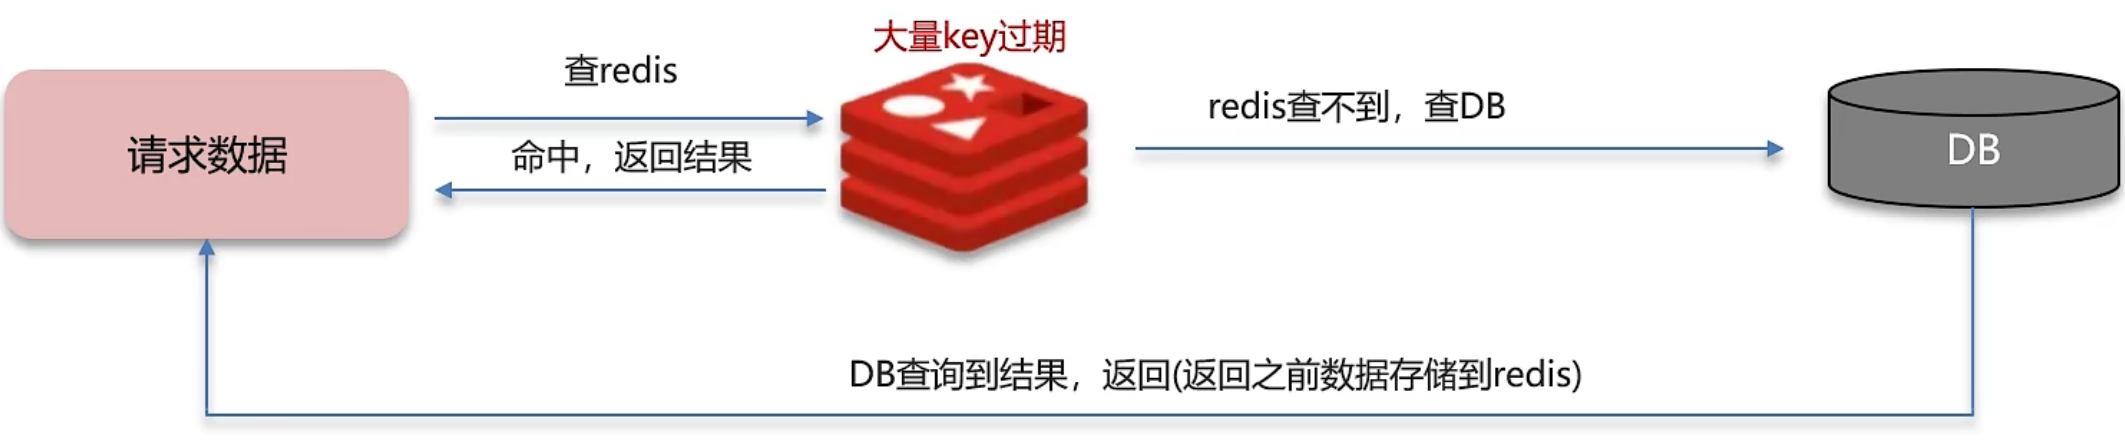 大量key过期
查redis
redis查不到，查DB
请求数据
命中，返回结果
DB
DB查询到结果，返回(返回之前数据存储到redis)